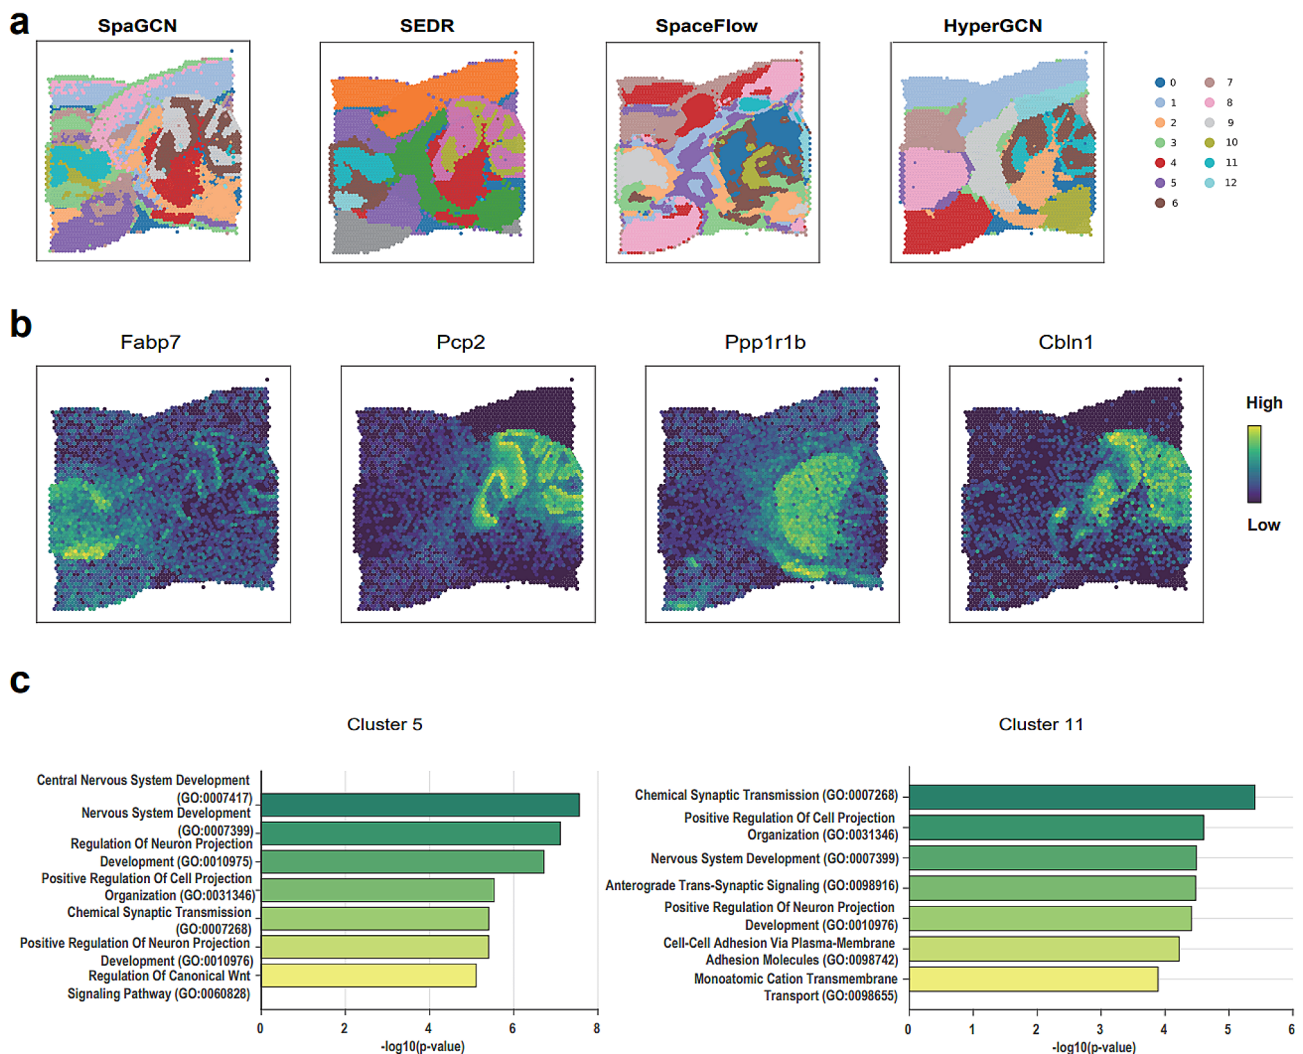 a
SpaGCN
SEDR
SpaceFlow
HyperGCN
0
7
1
8
2
9
3
10
4
11
5
12
6
b
Fabp7
Pcp2
Ppp1r1b
Cbln1
High
Low
c
Cluster 5
Central Nervous System Development
(GO:0007417)
Nervous System Development
(GO:0007399)
Regulation Of Neuron Projection
Development (GO:0010975)
Positive Regulation Of Cell Projection
Organization (GO:0031346)
Chemical Synaptic Transmission
(GO:0007268)
Positive Regulation Of Neuron Projection
Development (GO:0010976)
Regulation Of Canonical Wnt
Signaling Pathway (GO:0060828)
0 2 4 6 8
-log10(p-value)
Cluster 11
Chemical Synaptic Transmission (GO:0007268)
Positive Regulation Of Cell Projection
Organization (GO:0031346)
Nervous System Development (GO:0007399)
Anterograde Trans-Synaptic Signaling (GO:0098916)
Positive Regulation Of Neuron Projection
Development (GO:0010976)
Cell-Cell Adhesion Via Plasma-Membrane
Adhesion Molecules (GO:0098742)
Monoatomic Cation Transmembrane
Transport (GO:0098655)
0 1 2 3 4 5 6
-log10(p-value)